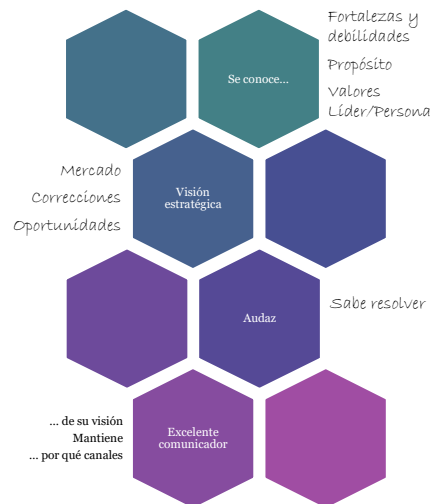 Se conoce...
Fortalezas y
debilidades
Propósito
Valores
Líder/Persona
Mercado
Correcciones
Oportunidades
Visión
estratégica
Audaz
Sabe resolver
... de su visión
Mantiene
... por qué canales
Excelente
comunicador